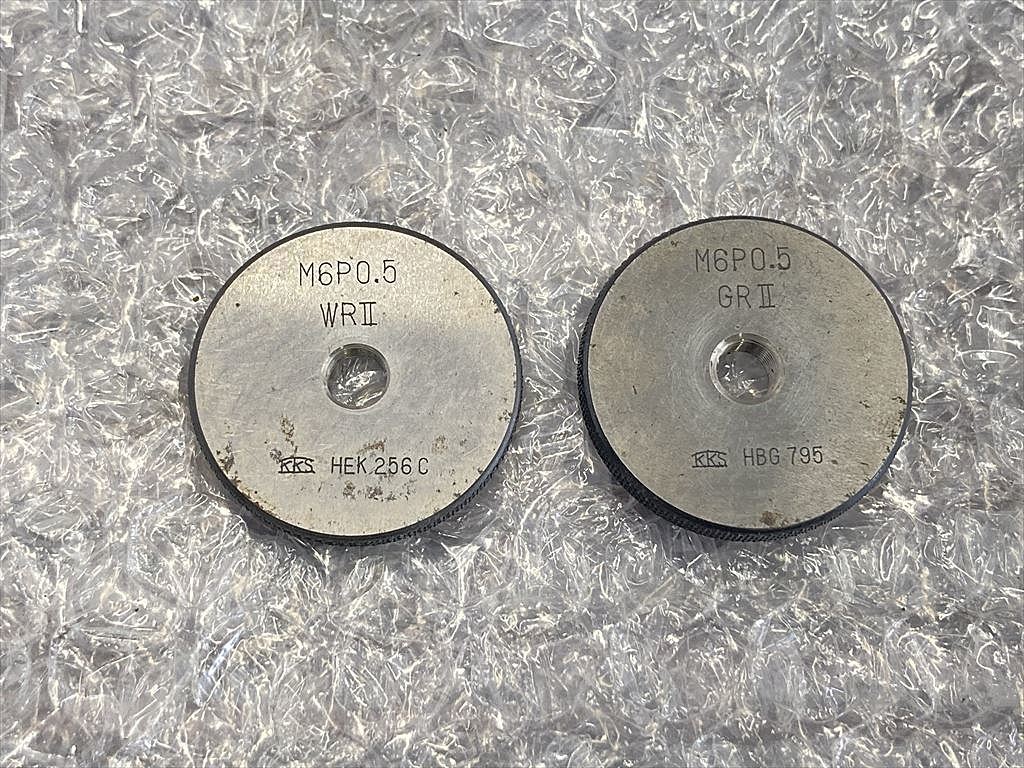 M6P0.5
WRⅡ
KKS HEK 256 C
M6P0.5
GRⅡ
KKS HBG 795